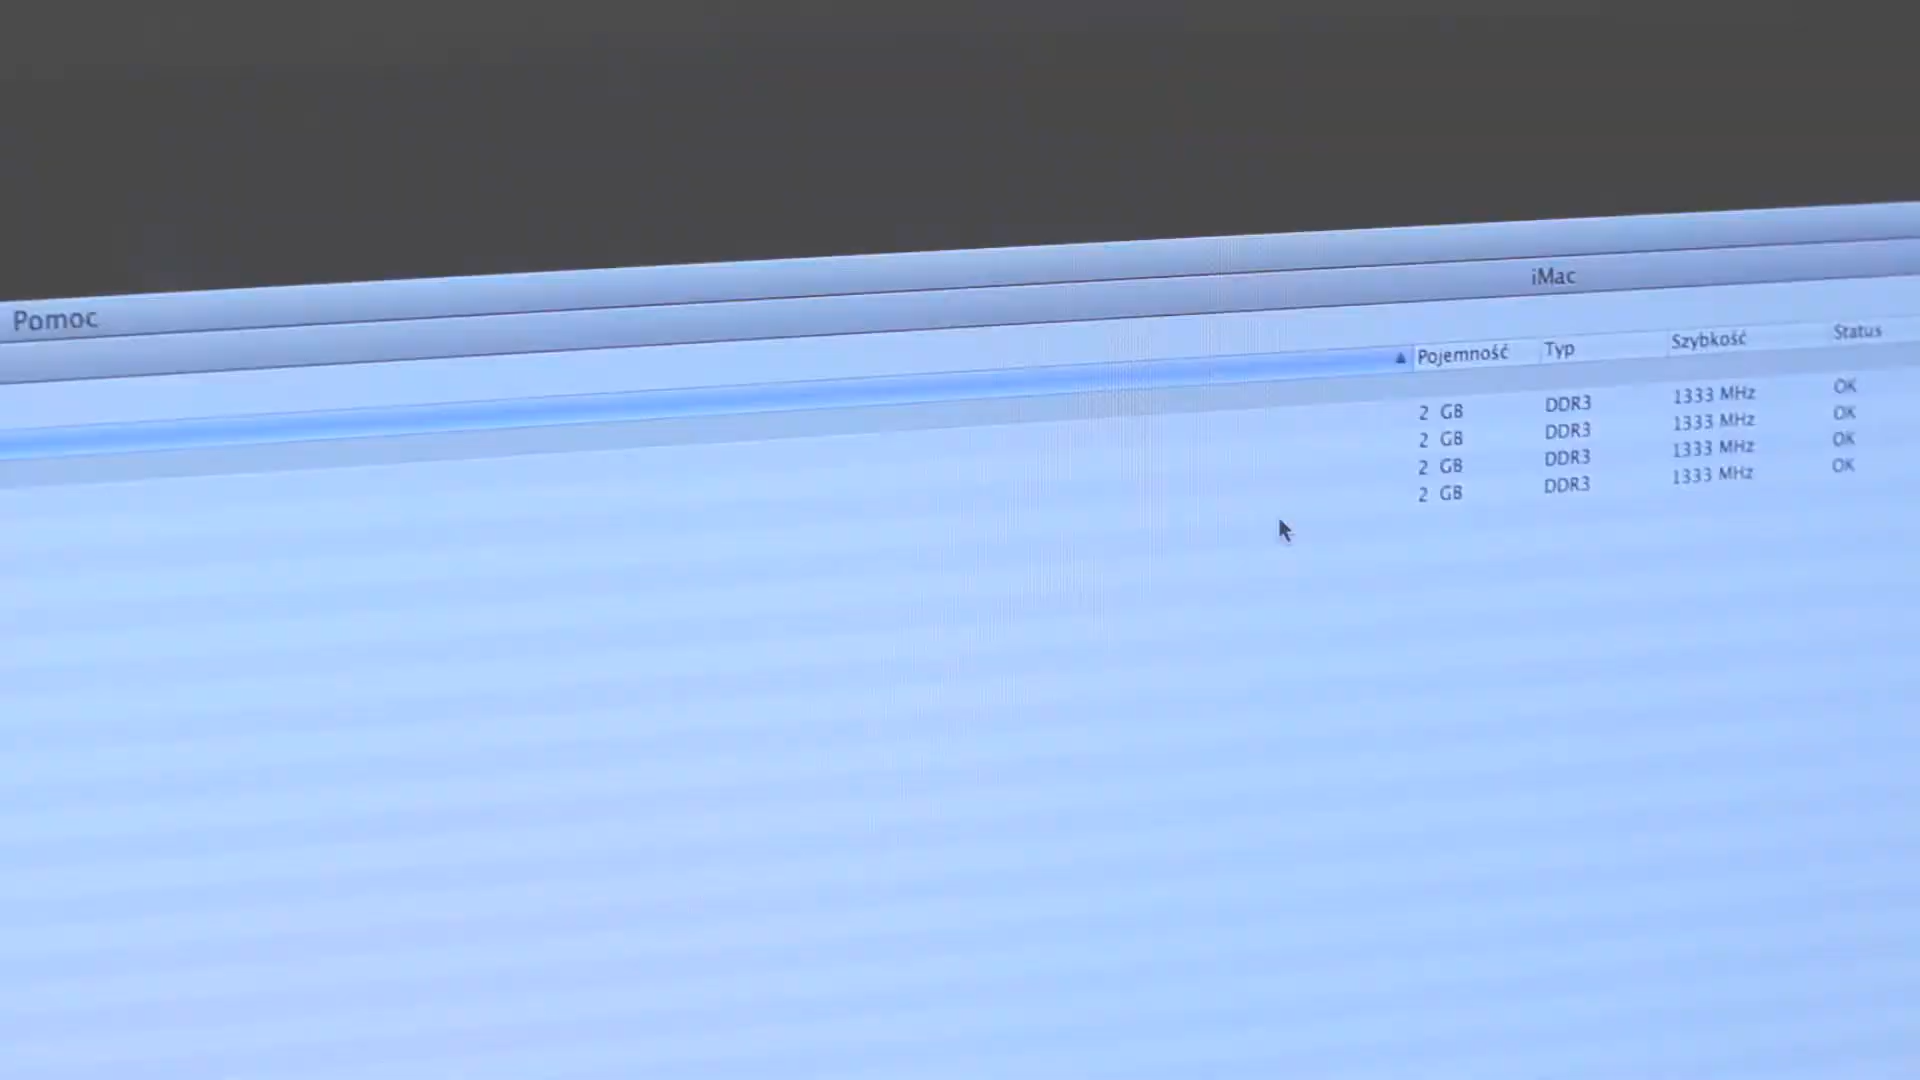 Pomoc
iMac
Pojemność Typ Szybkość Status
2 GB DDR3 1333 MHz OK
2 GB DDR3 1333 MHz OK
2 GB DDR3 1333 MHz OK
2 GB DDR3 1333 MHz OK